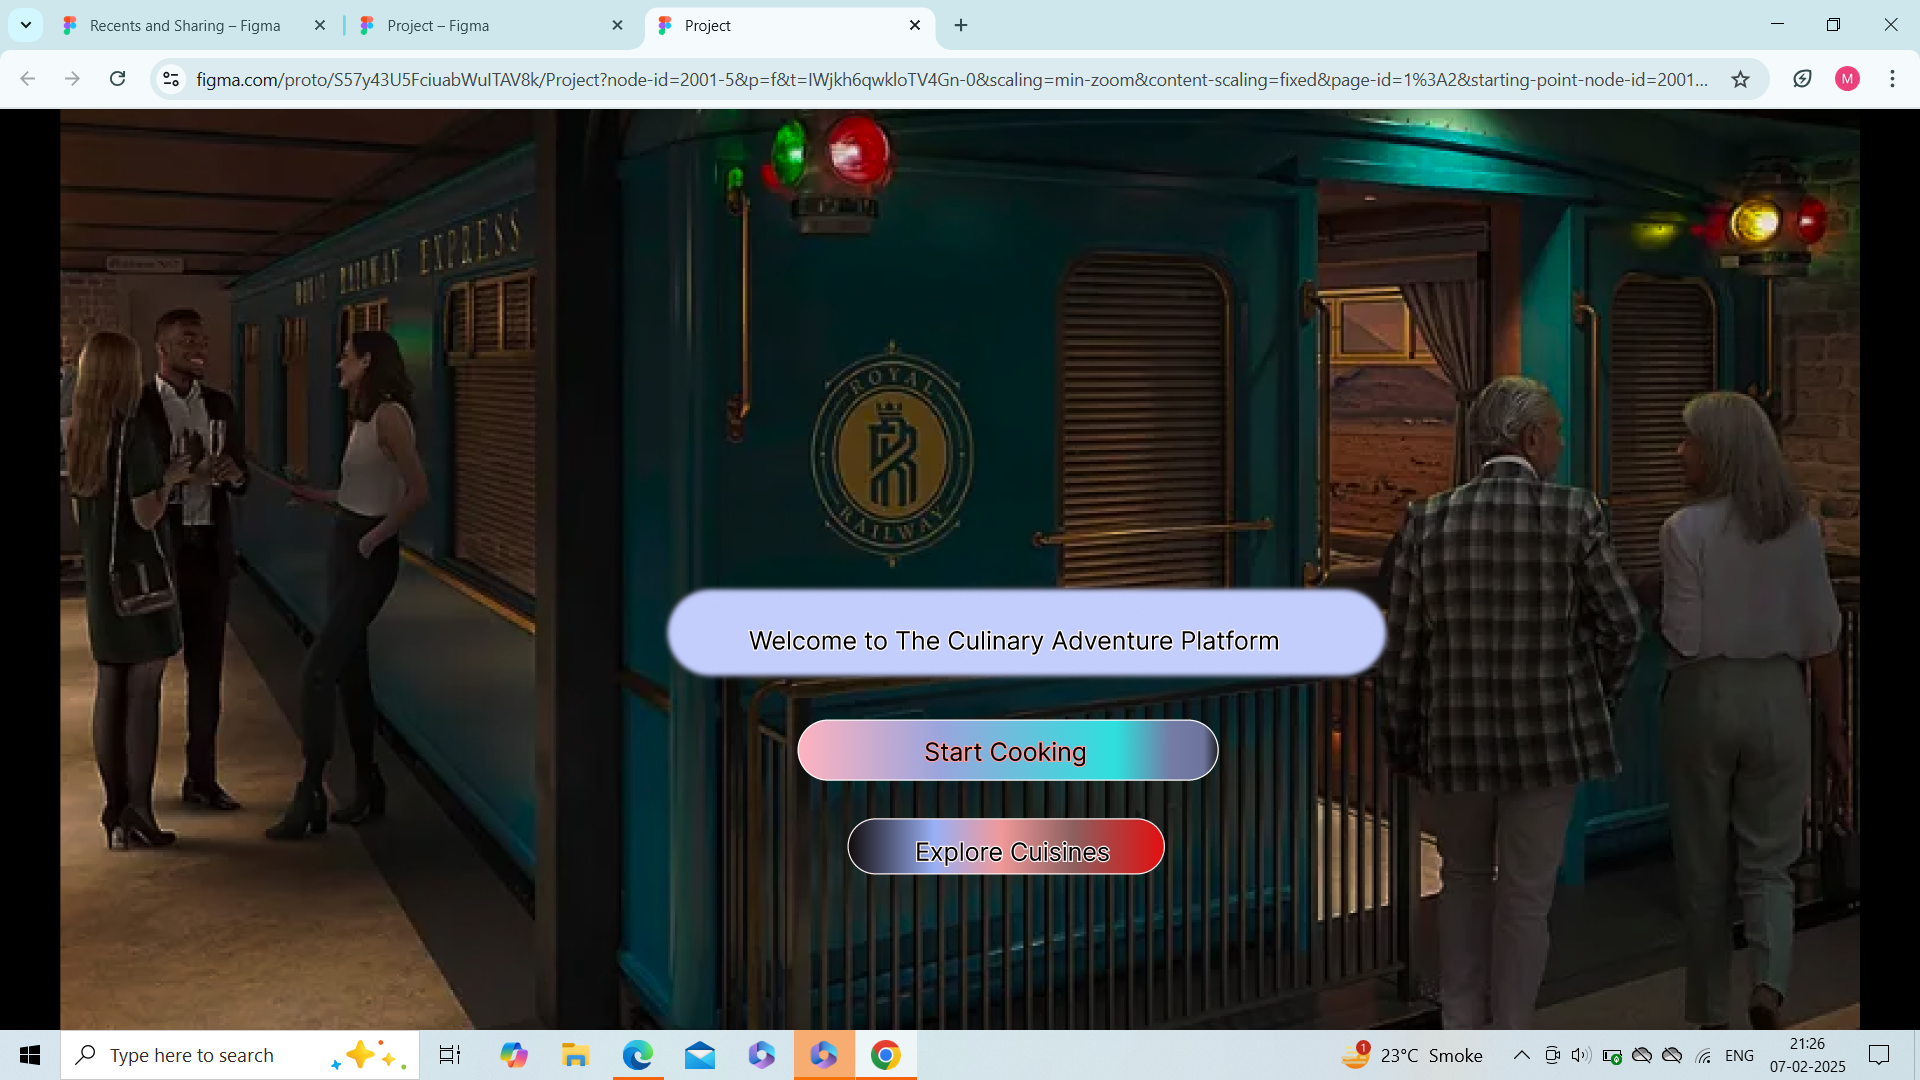 Recents and Sharing – Figma
Project – Figma
Project
figma.com/proto/S57y43U5FciuabWuITAV8k/Project?node-id=2001-5&p=f&t=IWjkh6qwkloTV4Gn-0&scaling=min-zoom&content-scaling=fixed&page-id=1%3A2&starting-point-node-id=2001...
M
RAILWAY EXPRESS
ROYAL
R
RAILWAY
Welcome to The Culinary Adventure Platform
Start Cooking
Explore Cuisines
Type here to search
1
23°C Smoke
ENG
21:26
07-02-2025